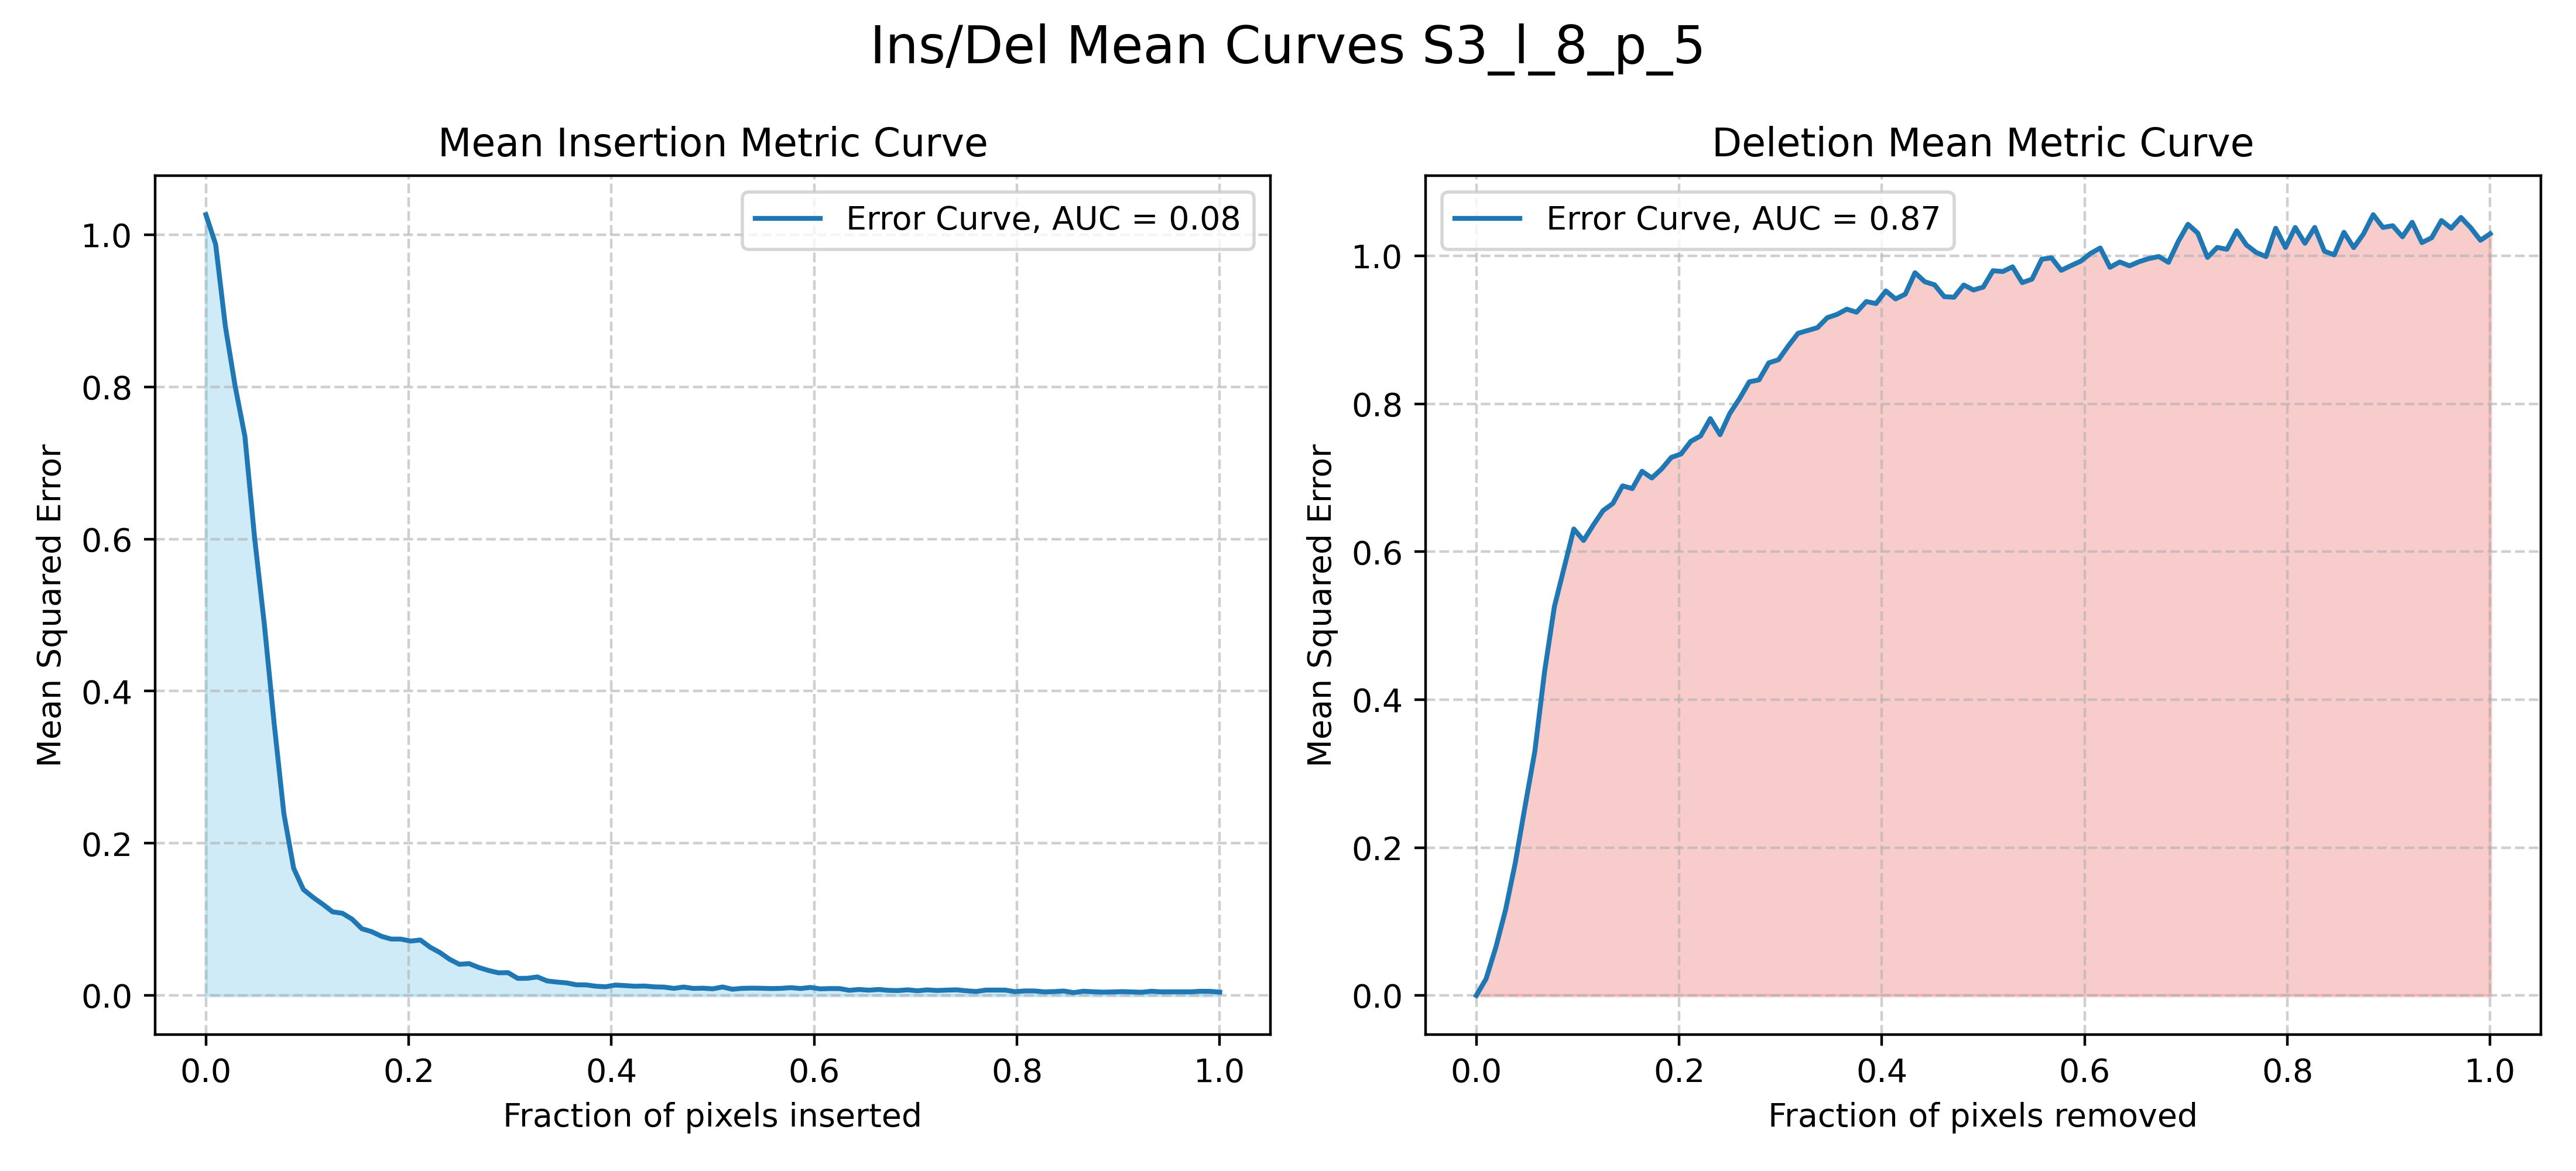 Ins/Del Mean Curves S3_l_8_p_5
Mean Insertion Metric Curve
Error Curve, AUC = 0.08
Mean Squared Error
1.0
0.8
0.6
0.4
0.2
0.0
0.0 0.2 0.4 0.6 0.8 1.0
Fraction of pixels inserted
Deletion Mean Metric Curve
Error Curve, AUC = 0.87
Mean Squared Error
1.0
0.8
0.6
0.4
0.2
0.0
0.0 0.2 0.4 0.6 0.8 1.0
Fraction of pixels removed